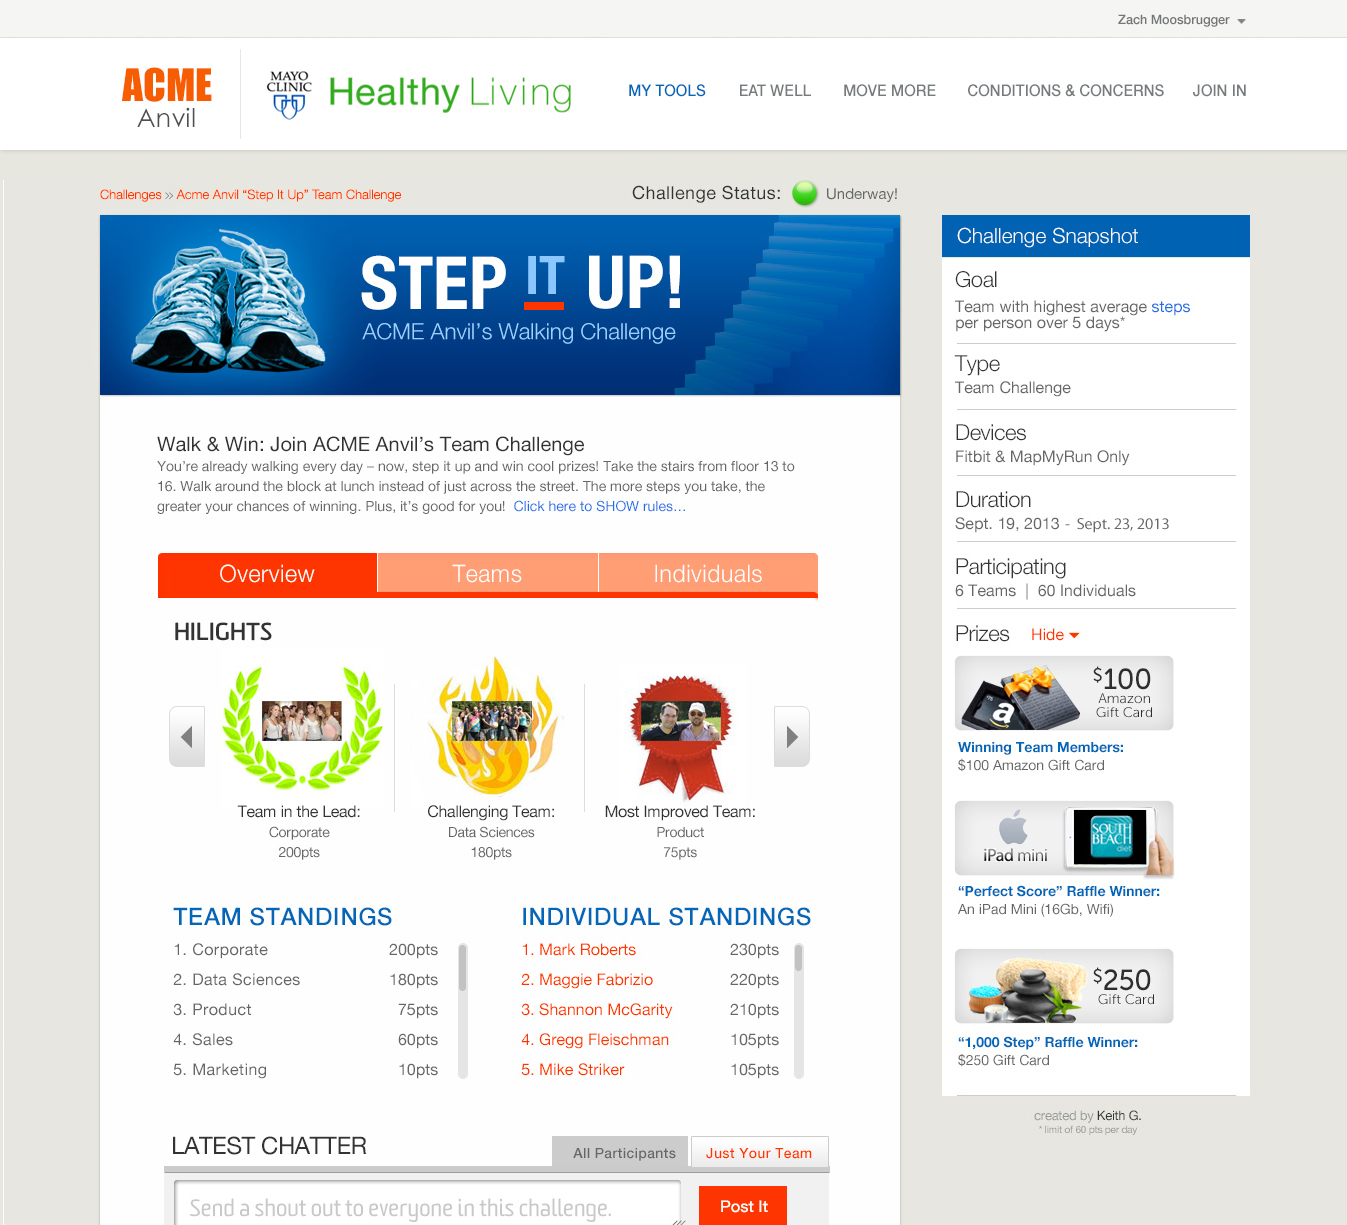 Zach Moosbrugger
ACME
Anvil
MAYO
CLINIC
Healthy Living
MY TOOLS
EAT WELL
MOVE MORE
CONDITIONS & CONCERNS
JOIN IN
Challenges » Acme Anvil “Step It Up” Team Challenge
Challenge Status: Underway!
STEP IT UP!
ACME Anvil’s Walking Challenge
Walk & Win: Join ACME Anvil’s Team Challenge
You’re already walking every day – now, step it up and win cool prizes! Take the stairs from floor 13 to
16. Walk around the block at lunch instead of just across the street. The more steps you take, the
greater your chances of winning. Plus, it’s good for you! Click here to SHOW rules…
Overview
Teams
Individuals
HILIGHTS
Team in the Lead:
Corporate
200pts
Challenging Team:
Data Sciences
180pts
Most Improved Team:
Product
75pts
TEAM STANDINGS
1. Corporate 200pts
2. Data Sciences 180pts
3. Product 75pts
4. Sales 60pts
5. Marketing 10pts
INDIVIDUAL STANDINGS
1. Mark Roberts 230pts
2. Maggie Fabrizio 220pts
3. Shannon McGarity 210pts
4. Gregg Fleischman 105pts
5. Mike Striker 105pts
LATEST CHATTER
All Participants
Just Your Team
Send a shout out to everyone in this challenge.
Post It
Challenge Snapshot
Goal
Team with highest average steps
per person over 5 days*
Type
Team Challenge
Devices
Fitbit & MapMyRun Only
Duration
Sept. 19, 2013 - Sept. 23, 2013
Participating
6 Teams | 60 Individuals
Prizes Hide
$100
Amazon
Gift Card
a
Winning Team Members:
$100 Amazon Gift Card
iPad mini
SOUTH
BEACH
diet
“Perfect Score” Raffle Winner:
An iPad Mini (16Gb, Wifi)
$250
Gift Card
“1,000 Step” Raffle Winner:
$250 Gift Card
created by Keith G.
* limit of 60 pts per day